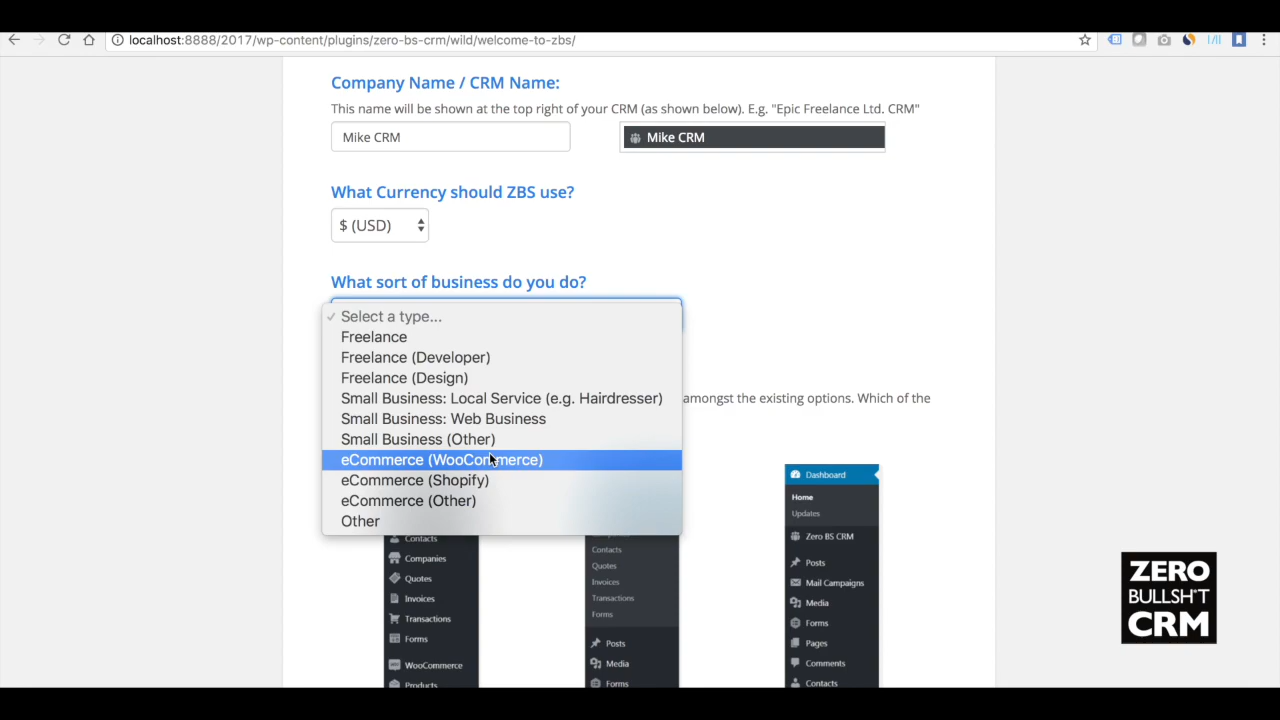 localhost:8888/2017/wp-content/plugins/zero-bs-crm/wild/welcome-to-zbs/
Company Name / CRM Name:
This name will be shown at the top right of your CRM (as shown below). E.g. "Epic Freelance Ltd. CRM"
Mike CRM
Mike CRM
What Currency should ZBS use?
$ (USD)
What sort of business do you do?
✓ Select a type...
Freelance
Freelance (Developer)
Freelance (Design)
Small Business: Local Service (e.g. Hairdresser)
amongst the existing options. Which of the
Small Business: Web Business
Small Business (Other)
eCommerce (WooCommerce)
eCommerce (Shopify)
eCommerce (Other)
Other
Contacts
Companies
Quotes
Invoices
Transactions
Forms
WooCommerce
Products
Contacts
Quotes
Invoices
Transactions
Forms
Posts
Media
Forms
Dashboard
Home
Updates
Zero BS CRM
Posts
Mail Campaigns
Media
Forms
Pages
Comments
Contacts
ZERO
BULLSH*T
CRM